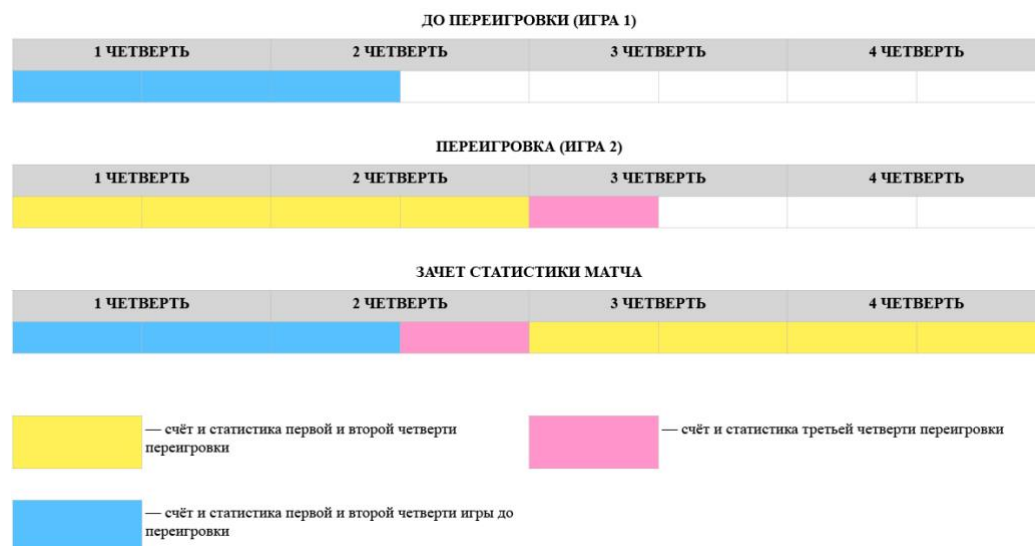 ДО ПЕРЕИГРОВКИ (ИГРА 1)
1 ЧЕТВЕРТЬ 2 ЧЕТВЕРТЬ 3 ЧЕТВЕРТЬ 4 ЧЕТВЕРТЬ
ПЕРЕИГРОВКА (ИГРА 2)
1 ЧЕТВЕРТЬ 2 ЧЕТВЕРТЬ 3 ЧЕТВЕРТЬ 4 ЧЕТВЕРТЬ
ЗАЧЕТ СТАТИСТИКИ МАТЧА
1 ЧЕТВЕРТЬ 2 ЧЕТВЕРТЬ 3 ЧЕТВЕРТЬ 4 ЧЕТВЕРТЬ
— счёт и статистика первой и второй четверти
переигровки
— счёт и статистика третьей четверти переигровки
— счёт и статистика первой и второй четверти игры до
переигровки